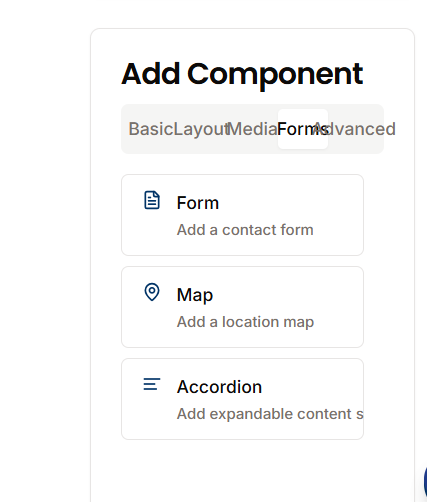 Add Component
Basic Layout Media Forms Advanced
Form
Add a contact form
Map
Add a location map
Accordion
Add expandable content s